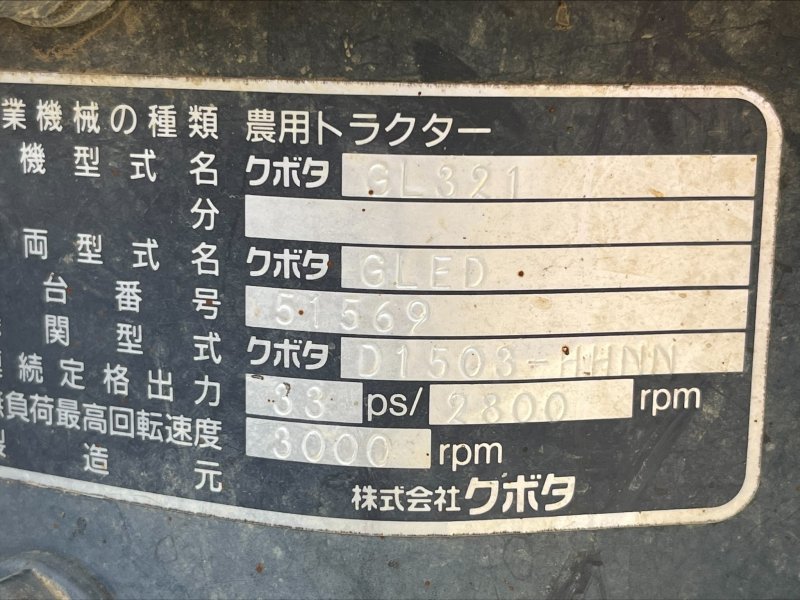 業機械の種類 農用トラクター
機型式名 クボタ GL321
分
両型式名 クボタ GLED
台番号 51569
関型式 クボタ D1503-HHNN
続定格出力 33 ps/ 2800 rpm
負荷最高回転速度 3000 rpm
製造元 株式会社クボタ